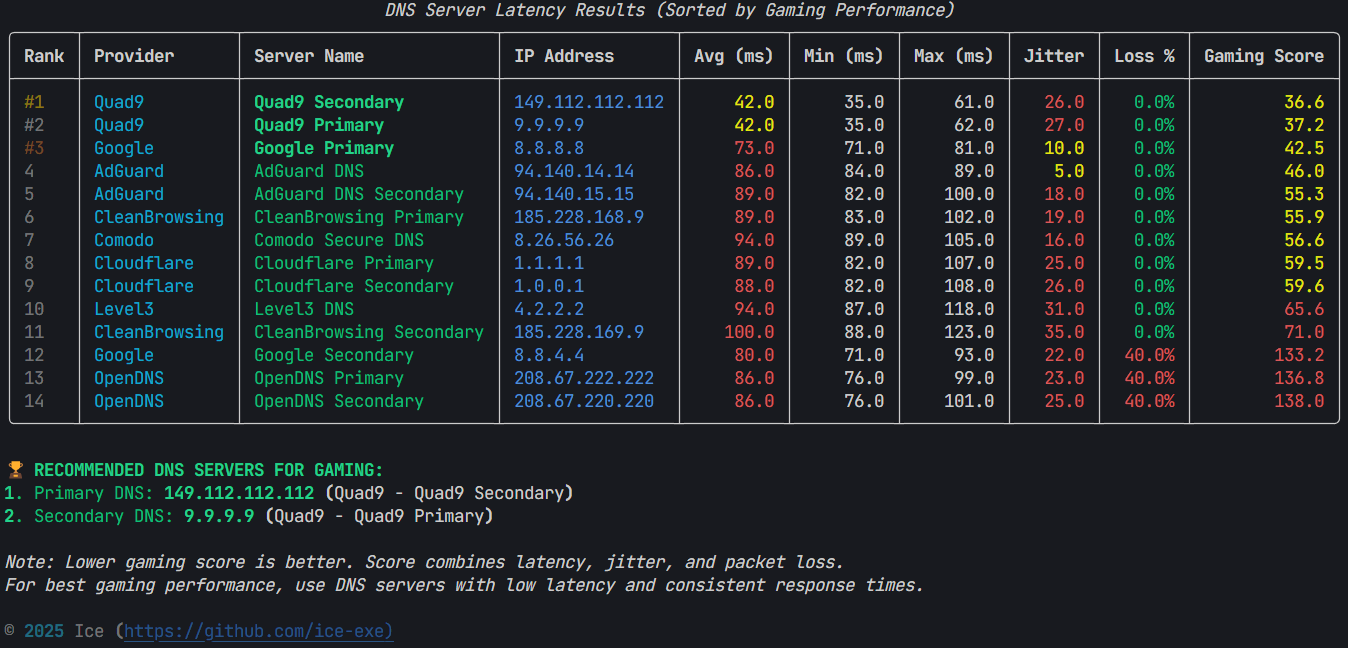 DNS Server Latency Results (Sorted by Gaming Performance)
Rank Provider Server Name IP Address Avg (ms) Min (ms) Max (ms) Jitter Loss % Gaming Score
#1 Quad9 Quad9 Secondary 149.112.112.112 42.0 35.0 61.0 26.0 0.0% 36.6
#2 Quad9 Quad9 Primary 9.9.9.9 42.0 35.0 62.0 27.0 0.0% 37.2
#3 Google Google Primary 8.8.8.8 73.0 71.0 81.0 10.0 0.0% 42.5
4 AdGuard AdGuard DNS 94.140.14.14 86.0 84.0 89.0 5.0 0.0% 46.0
5 AdGuard AdGuard DNS Secondary 94.140.15.15 89.0 82.0 100.0 18.0 0.0% 55.3
6 CleanBrowsing CleanBrowsing Primary 185.228.168.9 89.0 83.0 102.0 19.0 0.0% 55.9
7 Comodo Comodo Secure DNS 8.26.56.26 94.0 89.0 105.0 16.0 0.0% 56.6
8 Cloudflare Cloudflare Primary 1.1.1.1 89.0 82.0 107.0 25.0 0.0% 59.5
9 Cloudflare Cloudflare Secondary 1.0.0.1 88.0 82.0 108.0 26.0 0.0% 59.6
10 Level3 Level3 DNS 4.2.2.2 94.0 87.0 118.0 31.0 0.0% 65.6
11 CleanBrowsing CleanBrowsing Secondary 185.228.169.9 100.0 88.0 123.0 35.0 0.0% 71.0
12 Google Google Secondary 8.8.4.4 80.0 71.0 93.0 22.0 40.0% 133.2
13 OpenDNS OpenDNS Primary 208.67.222.222 86.0 76.0 99.0 23.0 40.0% 136.8
14 OpenDNS OpenDNS Secondary 208.67.220.220 86.0 76.0 101.0 25.0 40.0% 138.0
🏆 RECOMMENDED DNS SERVERS FOR GAMING:
1. Primary DNS: 149.112.112.112 (Quad9 - Quad9 Secondary)
2. Secondary DNS: 9.9.9.9 (Quad9 - Quad9 Primary)
Note: Lower gaming score is better. Score combines latency, jitter, and packet loss.
For best gaming performance, use DNS servers with low latency and consistent response times.
© 2025 Ice (https://github.com/ice-exe)